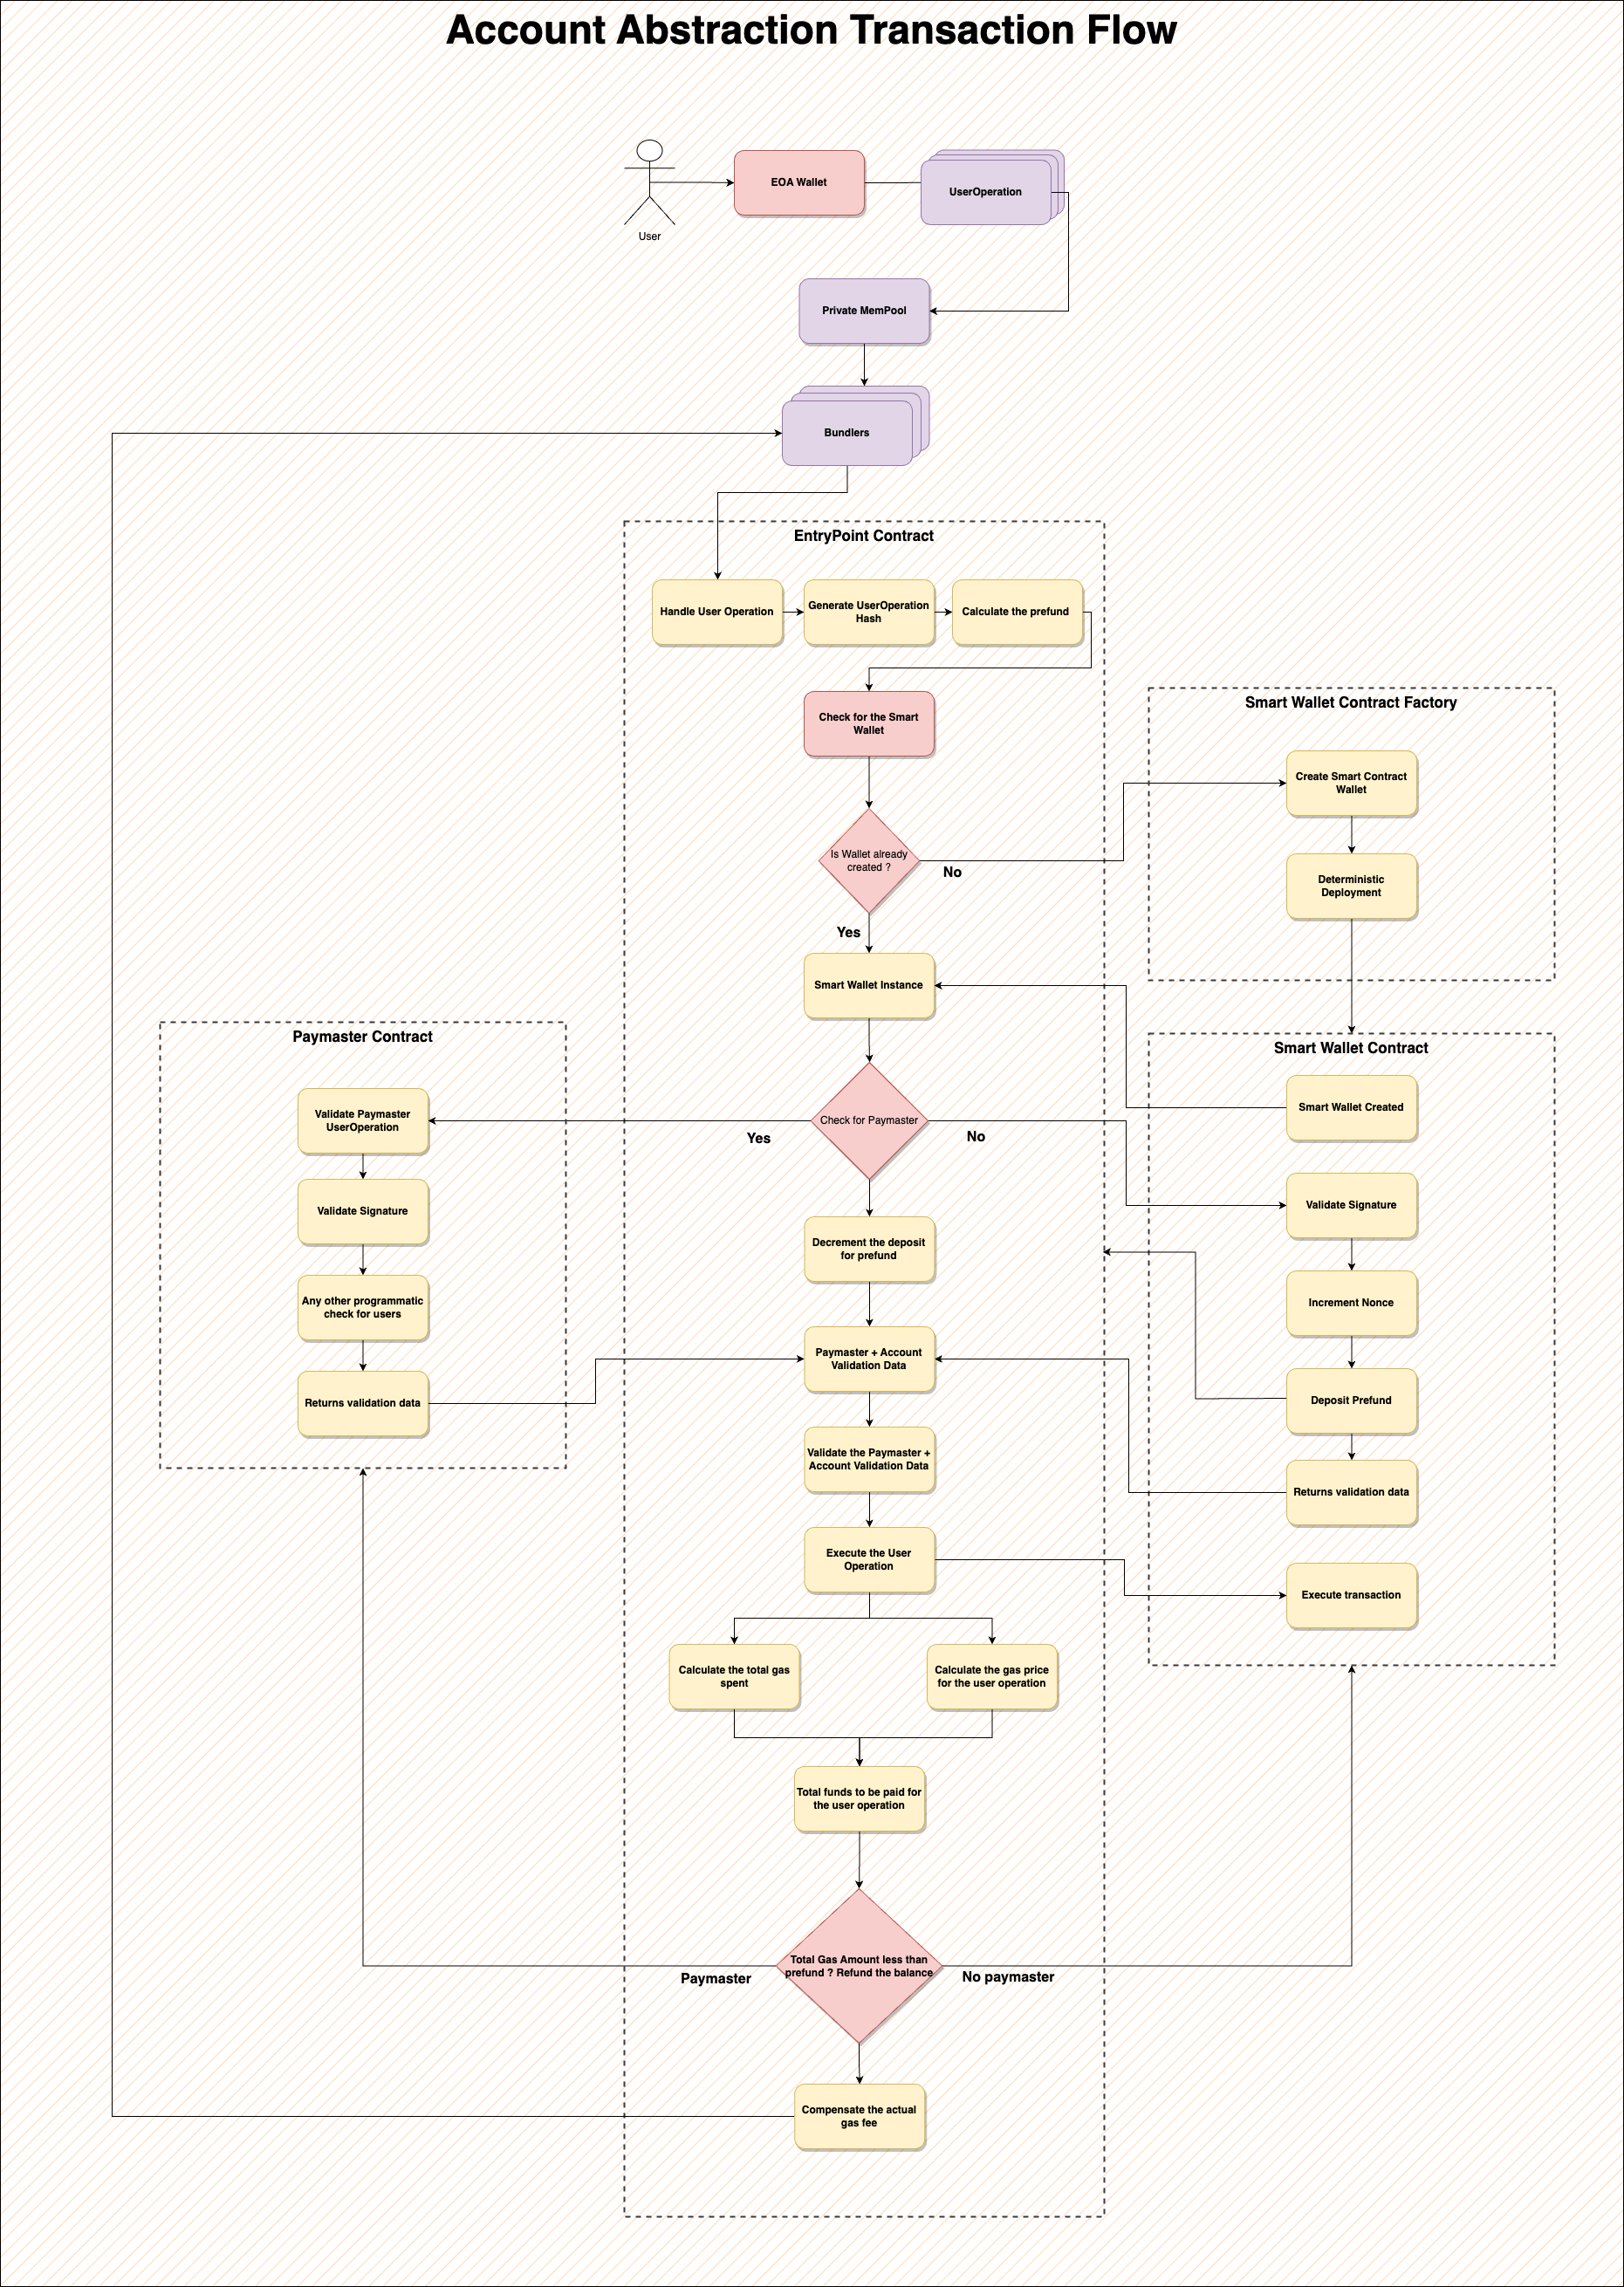 Account Abstraction Transaction Flow
EOA Wallet
UserOperation
User
Private MemPool
Bundlers
EntryPoint Contract
Handle User Operation
Generate UserOperation
Hash
Calculate the prefund
Check for the Smart
Wallet
Smart Wallet Contract Factory
Create Smart Contract
Wallet
Is Wallet already
created ?
No
Deterministic
Deployment
Yes
Smart Wallet Instance
Paymaster Contract
Smart Wallet Contract
Validate Paymaster
UserOperation
Check for Paymaster
Yes
No
Smart Wallet Created
Validate Signature
Validate Signature
Decrement the deposit
for prefund
Any other programmatic
check for users
Increment Nonce
Paymaster + Account
Validation Data
Returns validation data
Deposit Prefund
Validate the Paymaster +
Account Validation Data
Returns validation data
Execute the User
Operation
Execute transaction
Calculate the total gas
spent
Calculate the gas price
for the user operation
Total funds to be paid for
the user operation
Total Gas Amount less than
prefund ? Refund the balance
Paymaster
No paymaster
Compensate the actual
gas fee